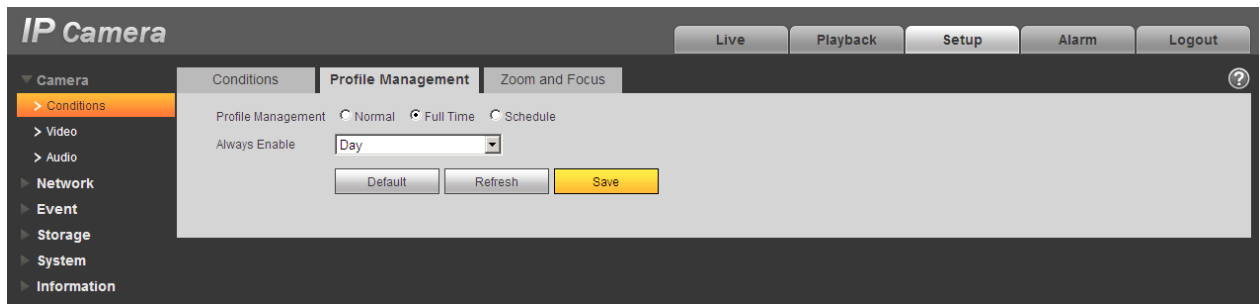 IP Camera
Live Playback Setup Alarm Logout
Camera
Conditions
Video
Audio
Network
Event
Storage
System
Information
Conditions Profile Management Zoom and Focus ?
Profile Management Normal Full Time Schedule
Always Enable Day
Default Refresh Save